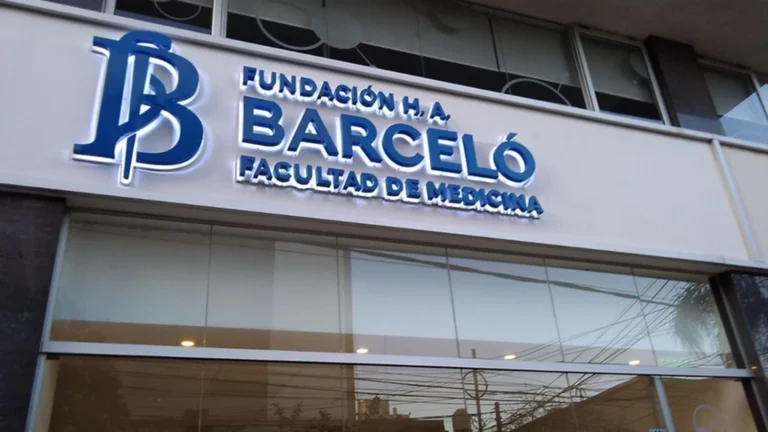 FUNDACIÓN H. A.
BARCELÓ
FACULTAD DE MEDICINA